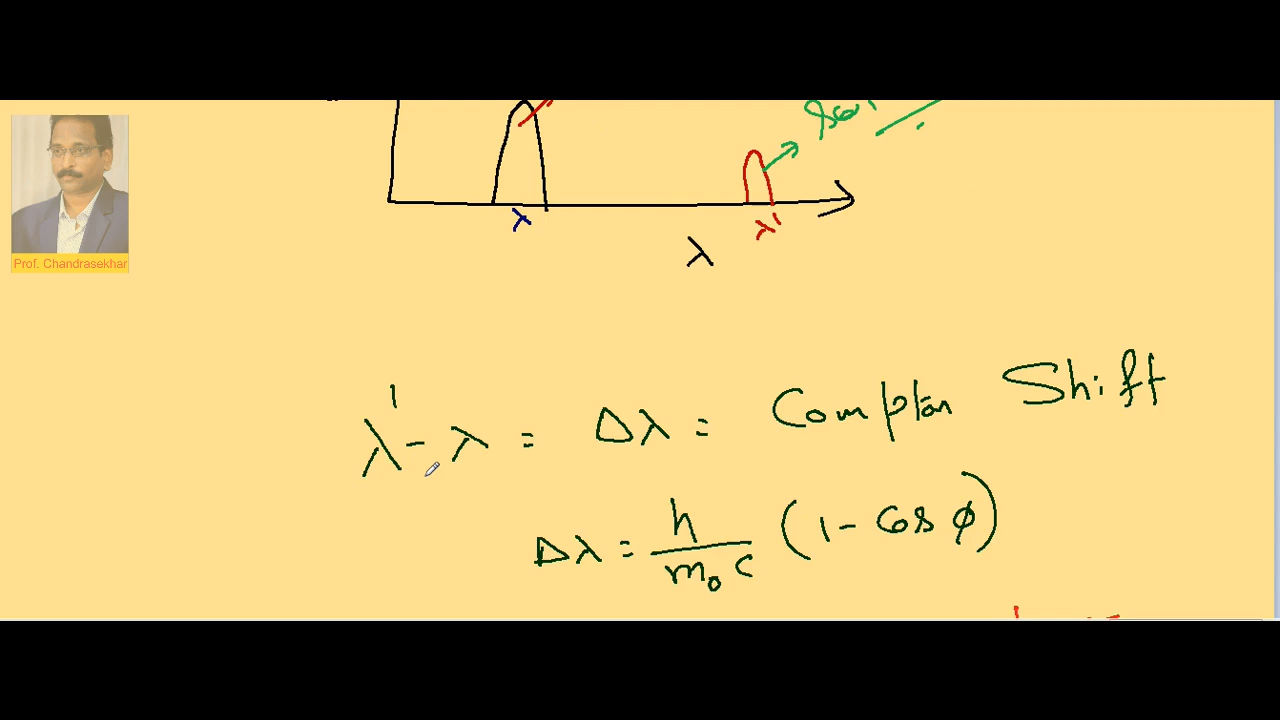 Prof. Chandrasekhar
λ λ'
λ
λ' - λ = Δλ = Compton Shift
Δλ = h/m₀c (1 - Cos φ)